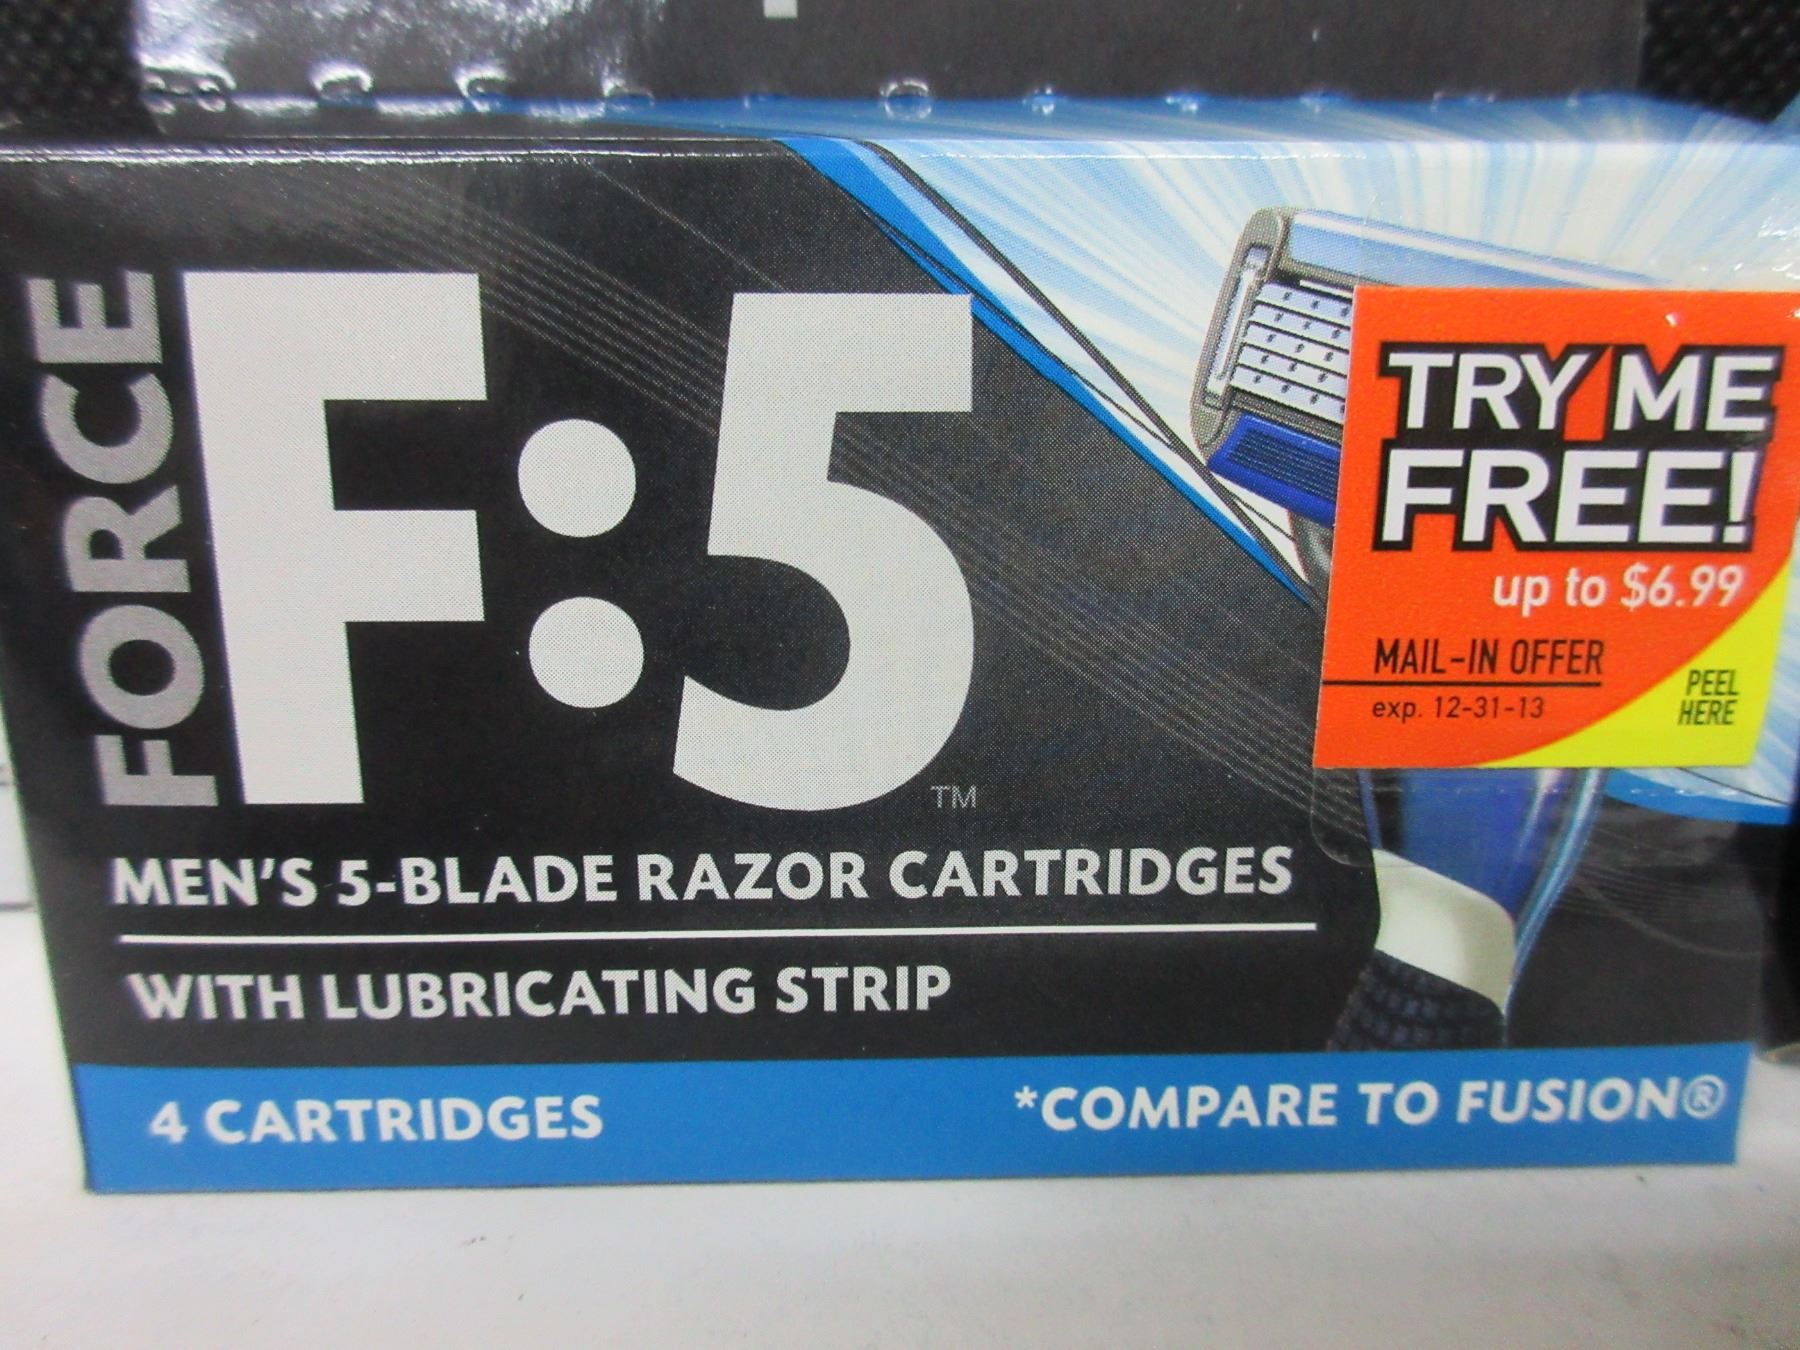 FORCE
F:5
TM
MEN'S 5-BLADE RAZOR CARTRIDGES
WITH LUBRICATING STRIP
4 CARTRIDGES
*COMPARE TO FUSION®
TRY ME
FREE!
up to $6.99
MAIL-IN OFFER
exp. 12-31-13
PEEL
HERE